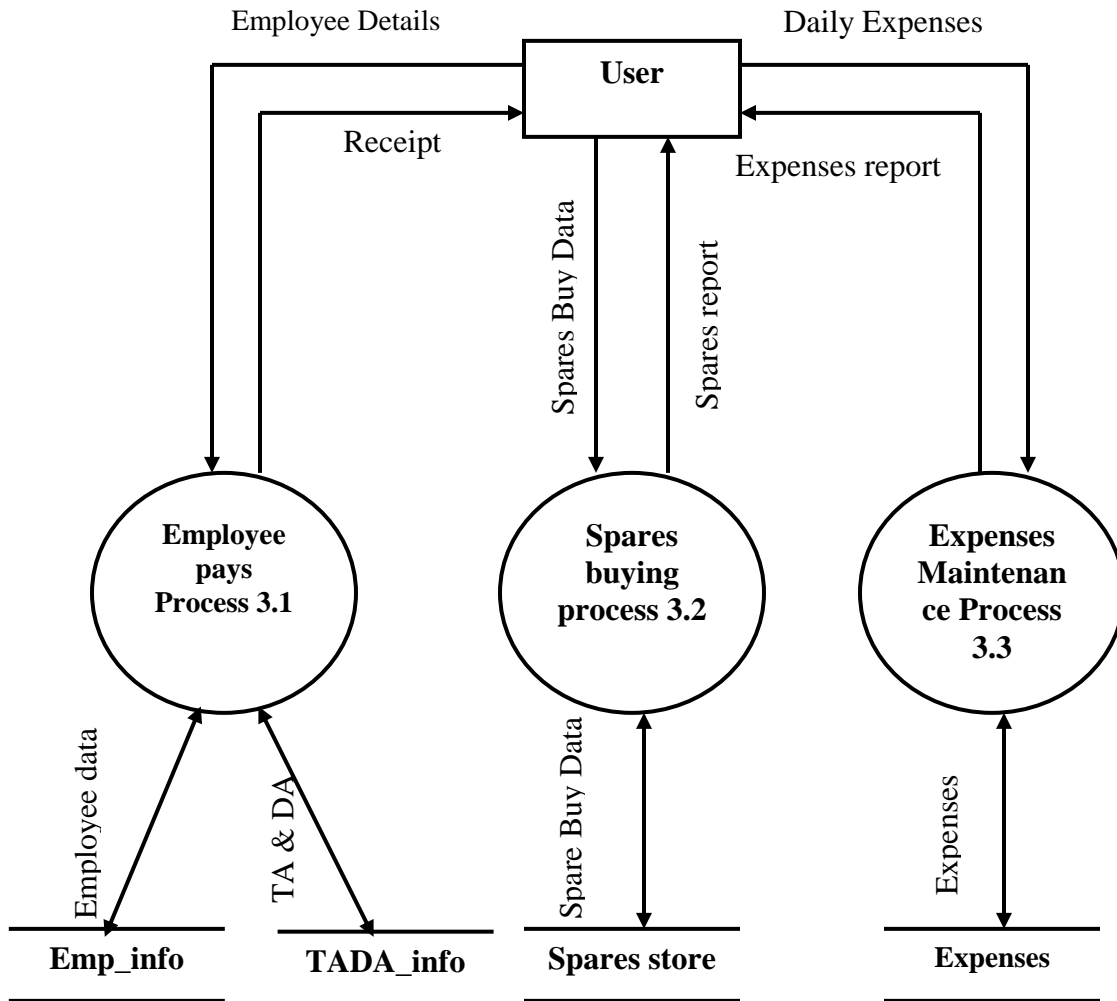 Employee Details
Daily Expenses
User
Receipt
Expenses report
Spares Buy Data
Spares report
Employee
pays
Process 3.1
Spares
buying
process 3.2
Expenses
Maintenan
ce Process
3.3
Employee data
TA & DA
Spare Buy Data
Expenses
Emp_info
TADA_info
Spares store
Expenses